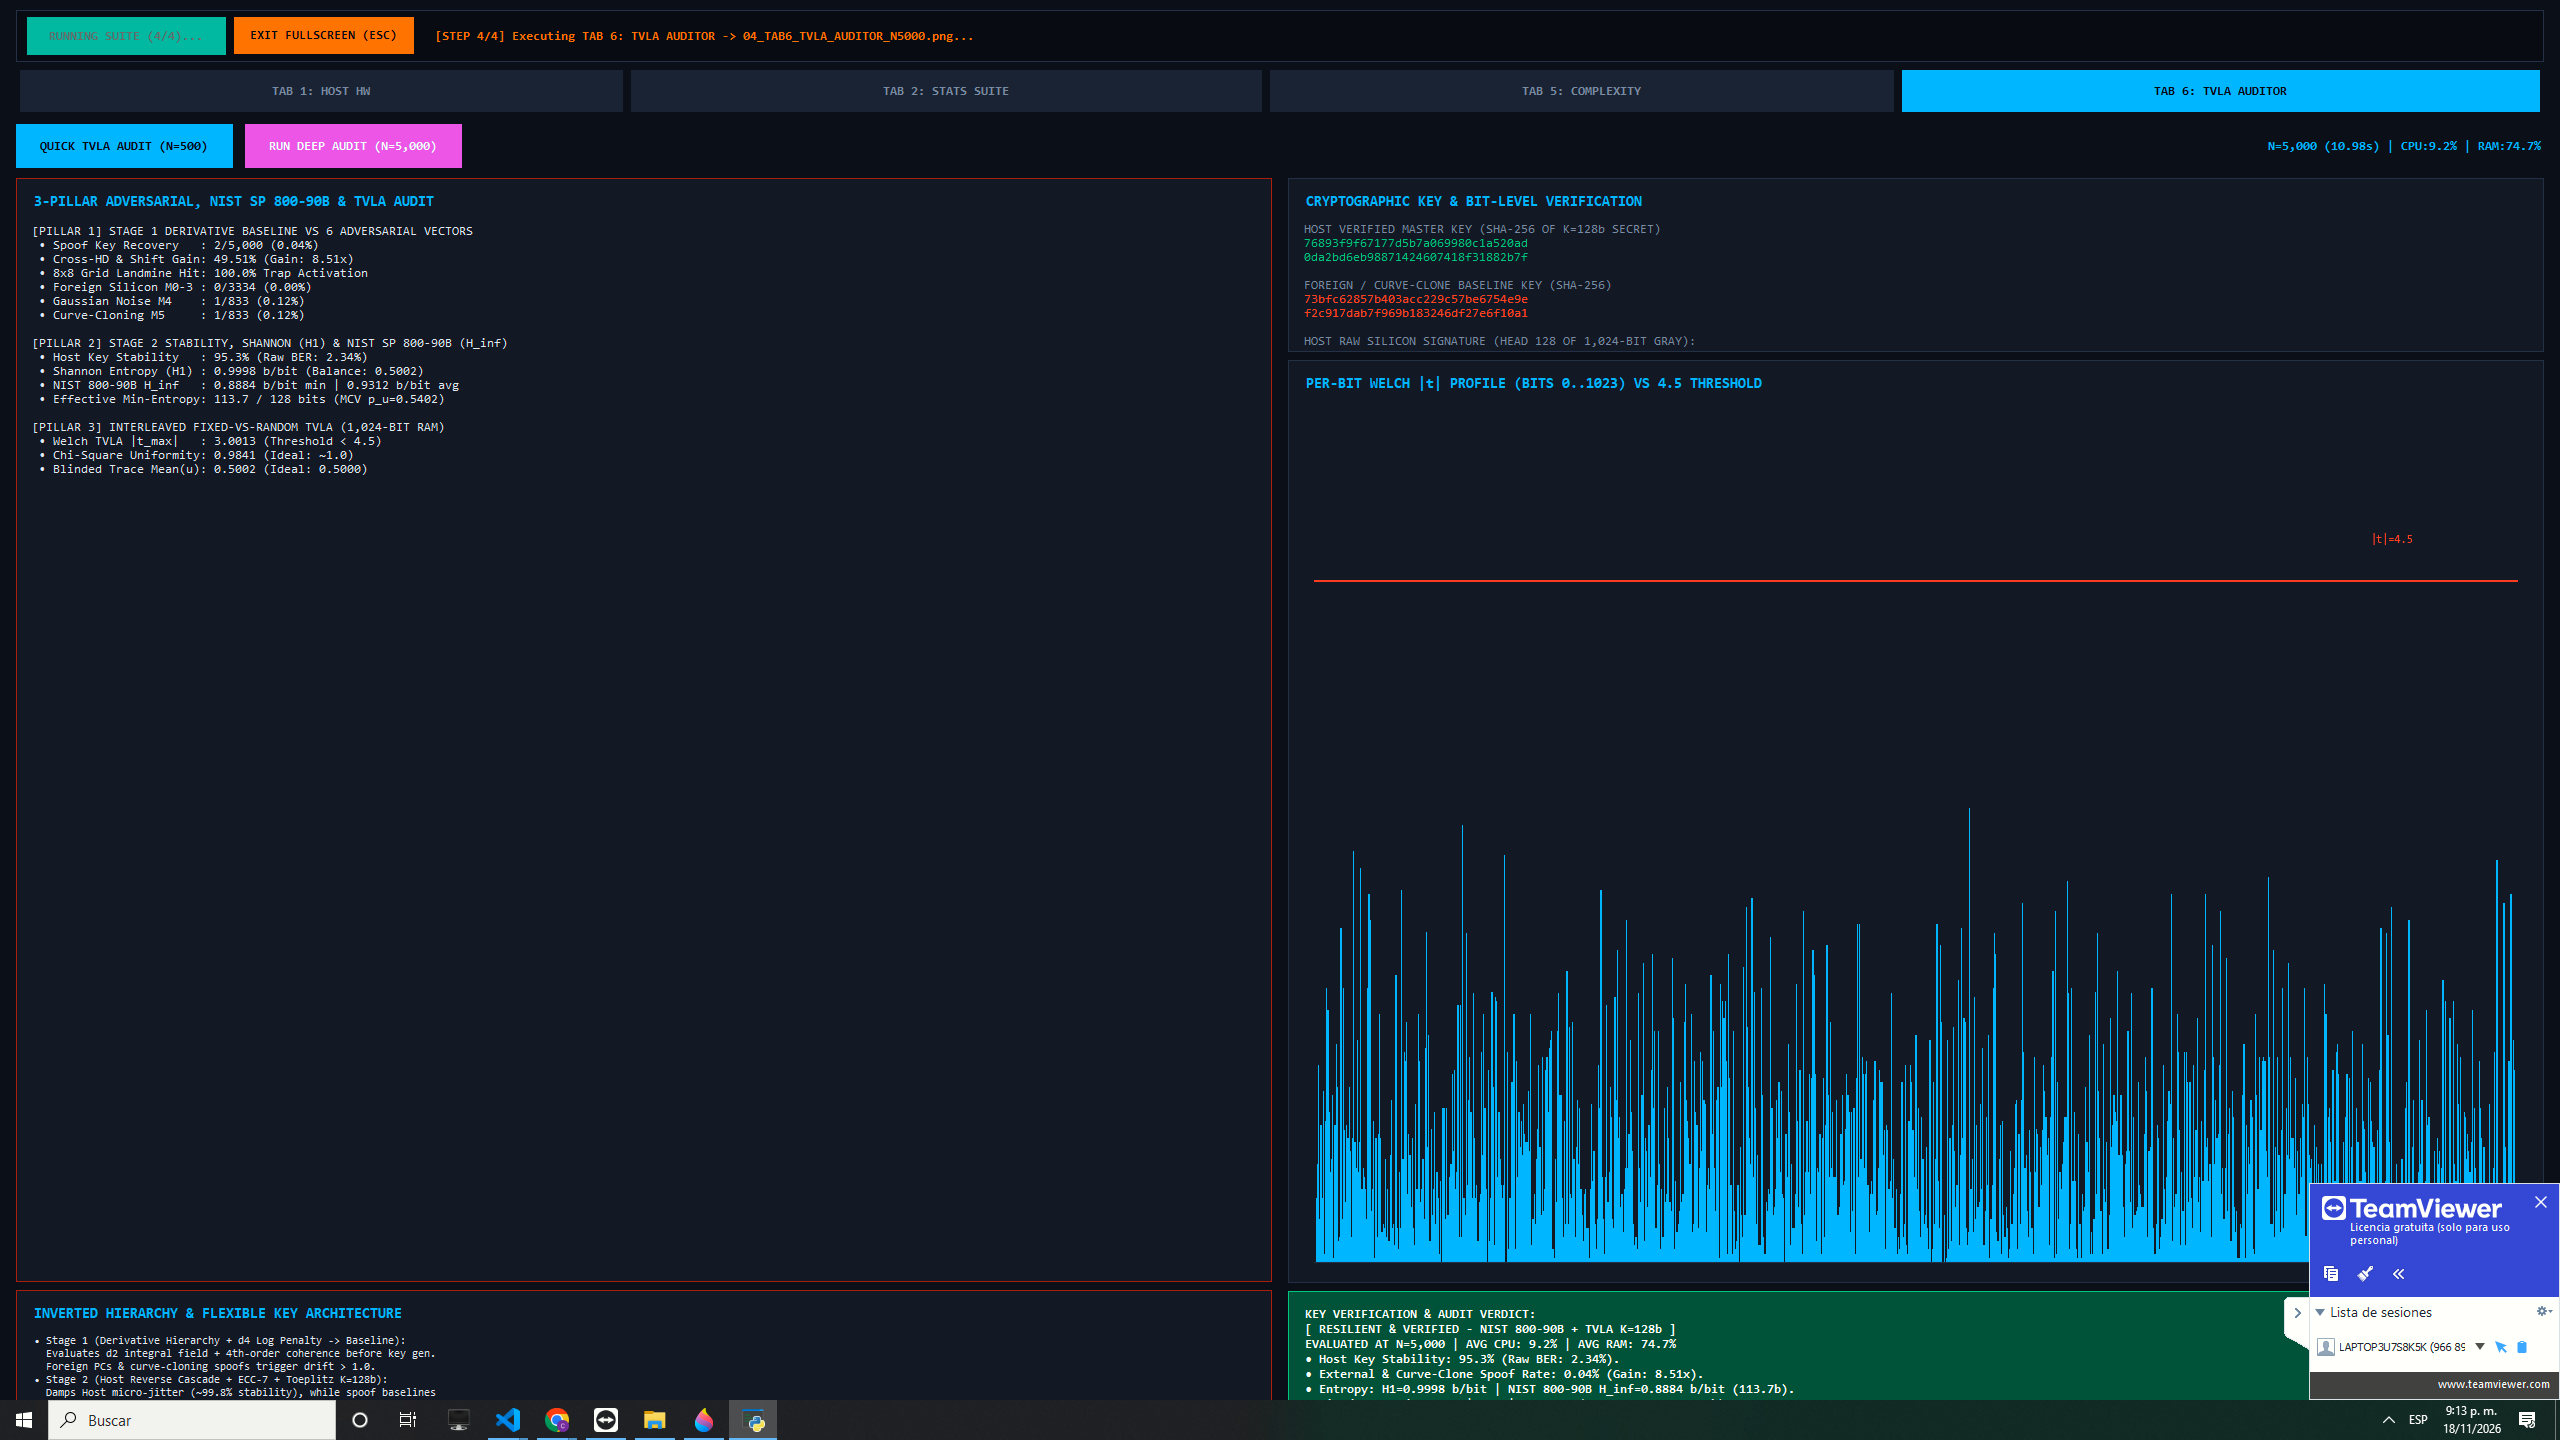 RUNNING SUITE (4/4)...
EXIT FULLSCREEN (ESC)
[STEP 4/4] Executing TAB 6: TVLA AUDITOR -> 04_TAB6_TVLA_AUDITOR_N5000.png...
TAB 1: HOST HW
TAB 2: STATS SUITE
TAB 5: COMPLEXITY
TAB 6: TVLA AUDITOR
QUICK TVLA AUDIT (N=500)
RUN DEEP AUDIT (N=5,000)
N=5,000 (10.98s) | CPU:9.2% | RAM:74.7%
3-PILLAR ADVERSARIAL, NIST SP 800-90B & TVLA AUDIT
[PILLAR 1] STAGE 1 DERIVATIVE BASELINE VS 6 ADVERSARIAL VECTORS
• Spoof Key Recovery   : 2/5,000 (0.04%)
• Cross-HD & Shift Gain: 49.51% (Gain: 8.51x)
• 8x8 Grid Landmine Hit: 100.0% Trap Activation
• Foreign Silicon M0-3 : 0/3334 (0.00%)
• Gaussian Noise M4    : 1/833 (0.12%)
• Curve-Cloning M5     : 1/833 (0.12%)
[PILLAR 2] STAGE 2 STABILITY, SHANNON (H1) & NIST SP 800-90B (H_inf)
• Host Key Stability   : 95.3% (Raw BER: 2.34%)
• Shannon Entropy (H1) : 0.9998 b/bit (Balance: 0.5002)
• NIST 800-90B H_inf   : 0.8884 b/bit min | 0.9312 b/bit avg
• Effective Min-Entropy: 113.7 / 128 bits (MCV p_u=0.5402)
[PILLAR 3] INTERLEAVED FIXED-VS-RANDOM TVLA (1,024-BIT RAM)
• Welch TVLA |t_max|   : 3.0013 (Threshold < 4.5)
• Chi-Square Uniformity: 0.9841 (Ideal: ~1.0)
• Blinded Trace Mean(u): 0.5002 (Ideal: 0.5000)
CRYPTOGRAPHIC KEY & BIT-LEVEL VERIFICATION
HOST VERIFIED MASTER KEY (SHA-256 OF K=128b SECRET)
76893f9f67177d5b7a069980c1a520ad
0da2bd6eb98871424607418f31882b7f
FOREIGN / CURVE-CLONE BASELINE KEY (SHA-256)
73bfc62857b403acc229c57be6754e9e
f2c917dab7f969b183246df27e6f10a1
HOST RAW SILICON SIGNATURE (HEAD 128 OF 1,024-BIT GRAY):
PER-BIT WELCH |t| PROFILE (BITS 0..1023) VS 4.5 THRESHOLD
|t|=4.5
INVERTED HIERARCHY & FLEXIBLE KEY ARCHITECTURE
• Stage 1 (Derivative Hierarchy + d4 Log Penalty -> Baseline):
Evaluates d2 integral field + 4th-order coherence before key gen.
Foreign PCs & curve-cloning spoofs trigger drift > 1.0.
• Stage 2 (Host Reverse Cascade + ECC-7 + Toeplitz K=128b):
Damps Host micro-jitter (~99.8% stability), while spoof baselines
KEY VERIFICATION & AUDIT VERDICT:
[ RESILIENT & VERIFIED - NIST 800-90B + TVLA K=128b ]
EVALUATED AT N=5,000 | AVG CPU: 9.2% | AVG RAM: 74.7%
• Host Key Stability: 95.3% (Raw BER: 2.34%).
• External & Curve-Clone Spoof Rate: 0.04% (Gain: 8.51x).
• Entropy: H1=0.9998 b/bit | NIST 800-90B H_inf=0.8884 b/bit (113.7b).
TeamViewer
Licencia gratuita (solo para uso
personal)
Lista de sesiones
LAPTOP3U7S8K5K (966 89
www.teamviewer.com
Buscar
ESP
9:13 p. m.
18/11/2026